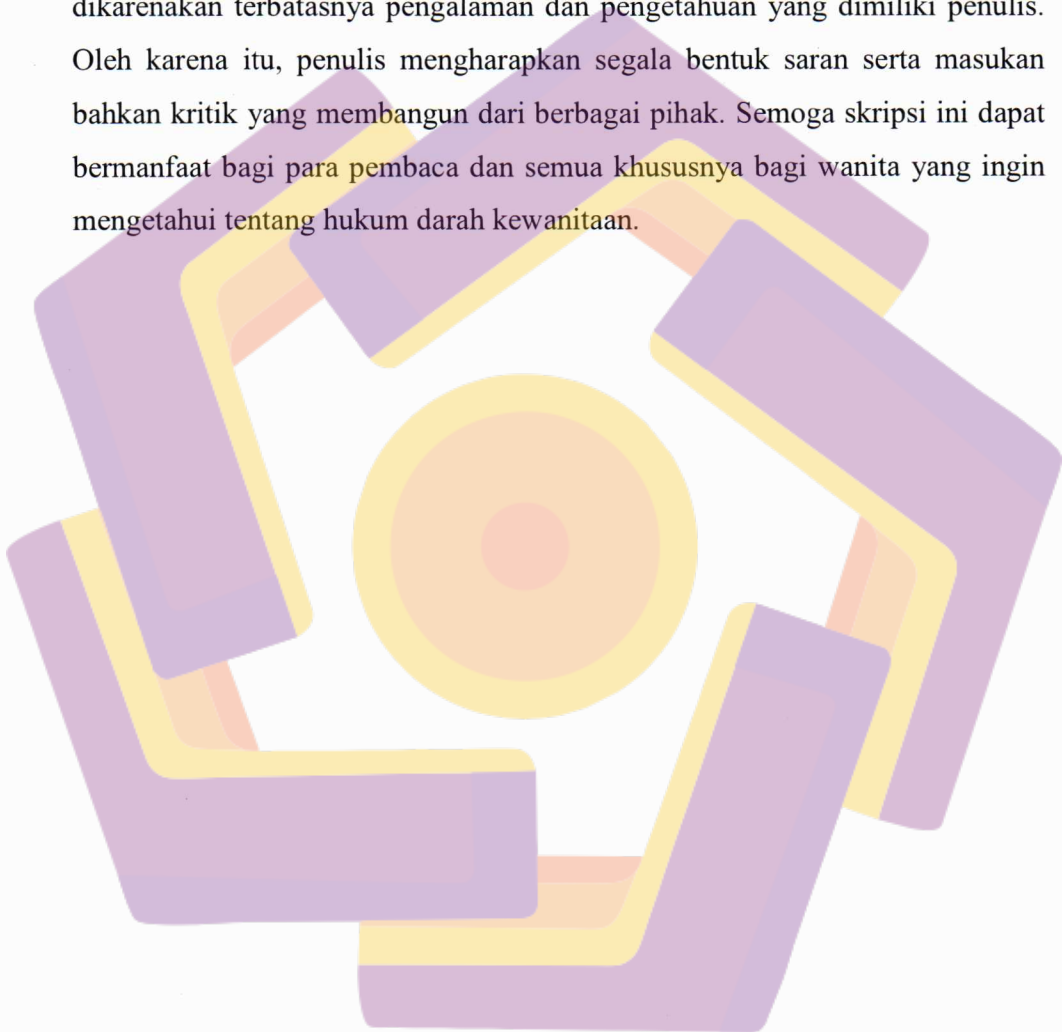 dikarenakan terbatasnya pengalaman dan pengetahuan yang dimiliki penulis.
Oleh karena itu, penulis mengharapkan segala bentuk saran serta masukan
bahkan kritik yang membangun dari berbagai pihak. Semoga skripsi ini dapat
bermanfaat bagi para pembaca dan semua khususnya bagi wanita yang ingin
mengetahui tentang hukum darah kewanitaan.